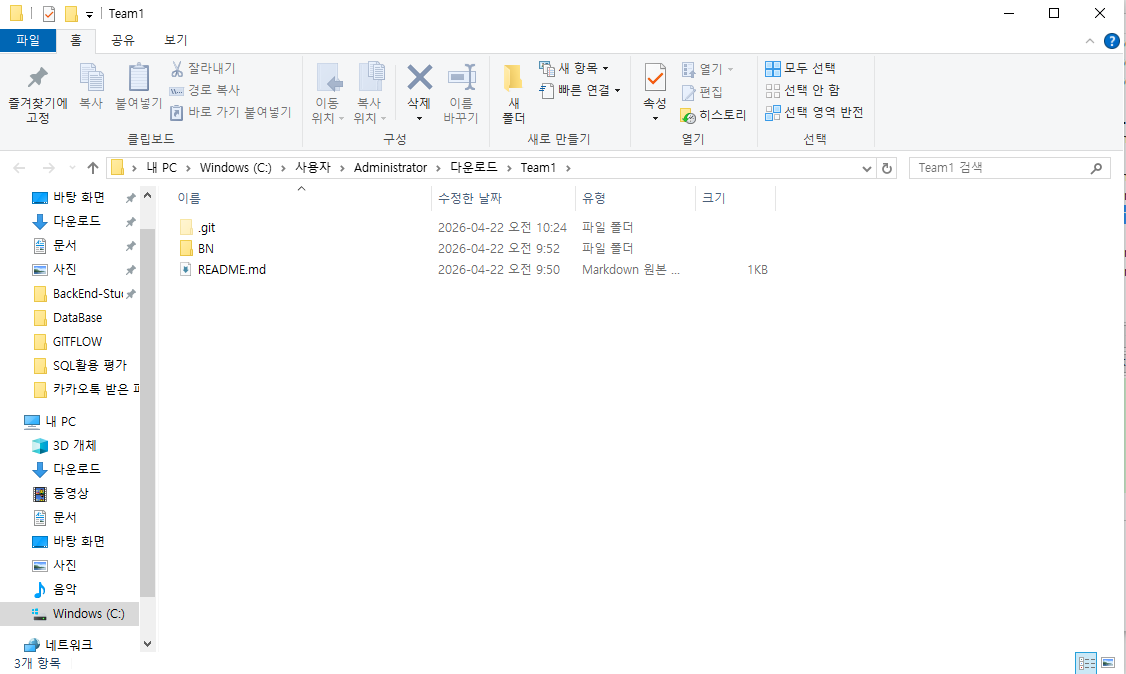 Team1
파일 홈 공유 보기
즐겨찾기에 고정
복사
붙여넣기
잘라내기
경로 복사
바로 가기 붙여넣기
클립보드
이동 위치
복사 위치
삭제
이름 바꾸기
구성
새 폴더
새 항목
빠른 연결
새로 만들기
속성
열기
편집
히스토리
열기
모두 선택
선택 안 함
선택 영역 반전
선택
내 PC Windows (C:) 사용자 Administrator 다운로드 Team1
Team1 검색
바탕 화면
다운로드
문서
사진
BackEnd-Stu
DataBase
GITFLOW
SQL활용 평가
카카오톡 받은
내 PC
3D 개체
다운로드
동영상
문서
바탕 화면
사진
음악
Windows (C:)
네트워크
이름 수정한 날짜 유형 크기
.git 2026-04-22 오전 10:24 파일 폴더
BN 2026-04-22 오전 9:52 파일 폴더
README.md 2026-04-22 오전 9:50 Markdown 원본 ... 1KB
3개 항목